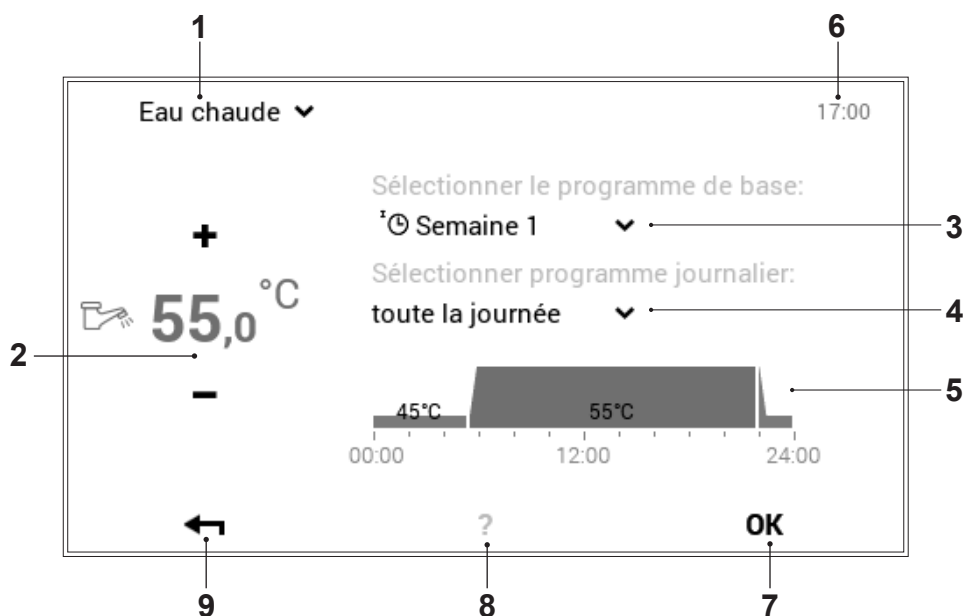 1
6
Eau chaude
17:00
Sélectionner le programme de base:
z Semaine 1
3
+
Sélectionner programme journalier:
°C
toute la journée
4
55,0
2
–
5
45°C
55°C
00:00
12:00
24:00
?
OK
9
8
7